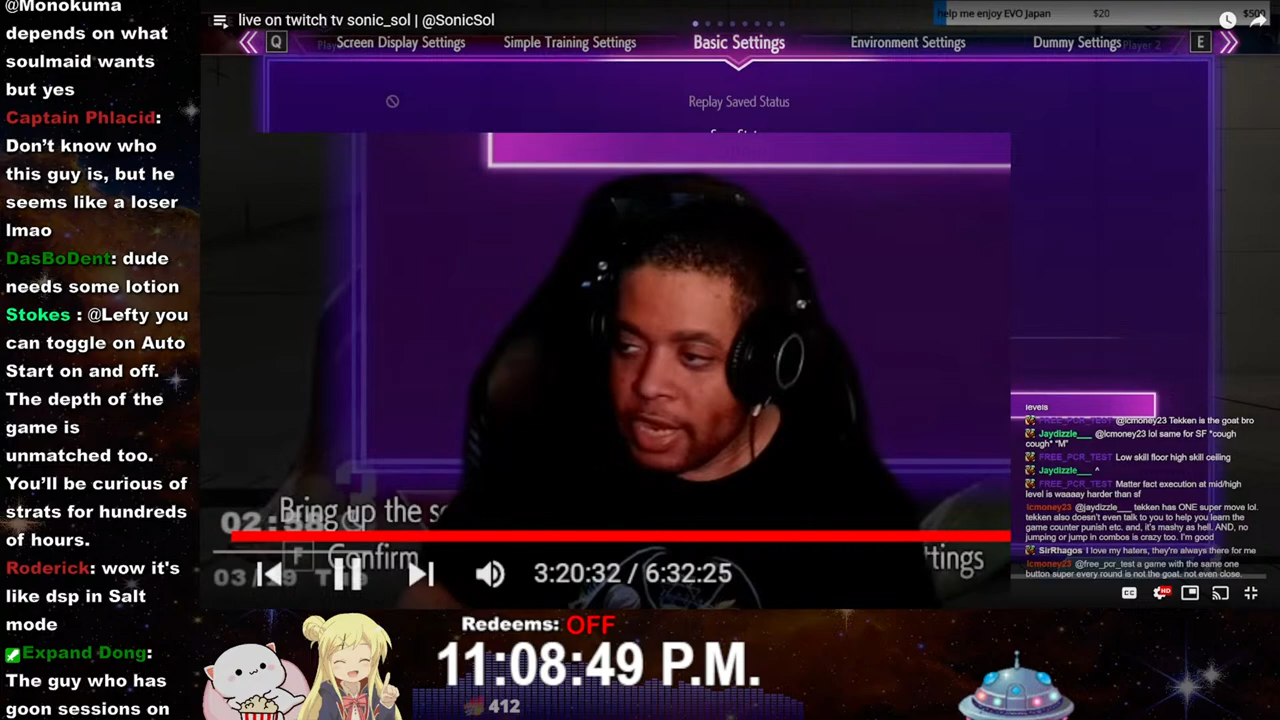 @Monokuma
depends on what
soulmaid wants
but yes
Captain Phlacid:
Don't know who
this guy is, but he
seems like a loser
lmao
DasBoDent: dude
needs some lotion
Stokes : @Lefty you
can toggle on Auto
Start on and off.
The depth of the
game is
unmatched too.
You'll be curious of
strats for hundreds
of hours.
Roderick: wow it's
like dsp in Salt
mode
Expand Dong:
The guy who has
goon sessions on
live on twitch tv sonic_sol | @SonicSol
help me enjoy EVO Japan $20 $500
Q Screen Display Settings Simple Training Settings Basic Settings Environment Settings Dummy Settings Player 2 E
Replay Saved Status
levels
FREE_PCR_TEST @lcmoney23 Tekken is the goat bro
Jaydizzle___ @lcmoney23 lol same for SF *cough
cough* "M"
FREE_PCR_TEST Low skill floor high skill ceiling
Jaydizzle___ ^
FREE_PCR_TEST Matter fact execution at mid/high
level is waaaay harder than sf
lcmoney23 @jaydizzle___ tekken has ONE super move lol.
tekken also doesn't even talk to you to help you learn the
game counter punish etc. and, it's mashy as hell. AND, no
jumping or jump in combos is crazy too. I'm good
SirRhagos I love my haters, they're always there for me
lcmoney23 @free_pcr_test a game with the same one
button super every round is not the goat. not even close.
Bring up the
F Confirm
3:20:32 / 6:32:25
CC HD
Redeems: OFF
11:08:49 P.M.
412